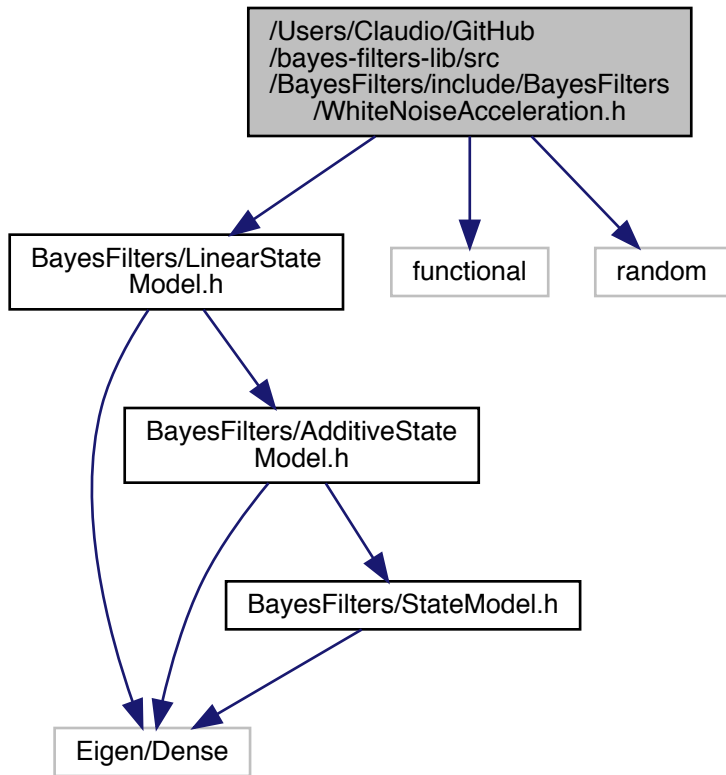 /Users/Claudio/GitHub
/bayes-filters-lib/src
/BayesFilters/include/BayesFilters
/WhiteNoiseAcceleration.h
BayesFilters/LinearState
Model.h
functional
random
BayesFilters/AdditiveState
Model.h
BayesFilters/StateModel.h
Eigen/Dense